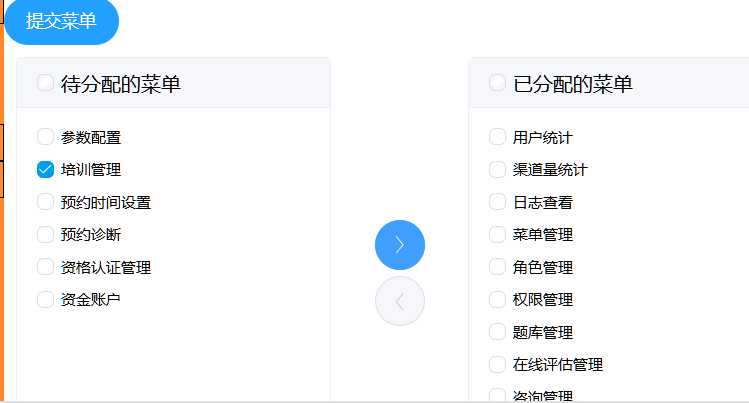 提交菜单
待分配的菜单
参数配置
培训管理
预约时间设置
预约诊断
资格认证管理
资金账户
已分配的菜单
用户统计
渠道量统计
日志查看
菜单管理
角色管理
权限管理
题库管理
在线评估管理
咨询管理